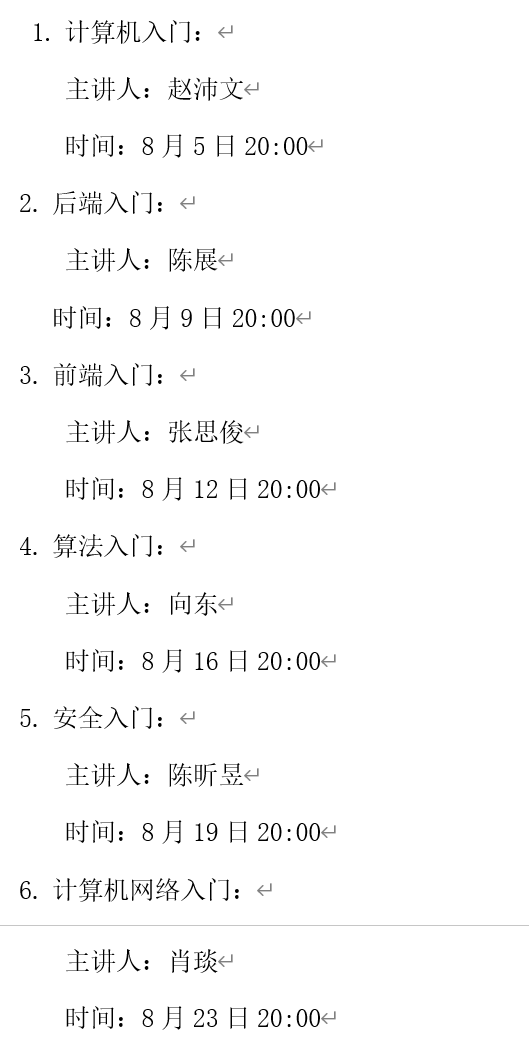 1. 计算机入门：
主讲人：赵沛文
时间：8 月 5 日 20:00
2. 后端入门：
主讲人：陈展
时间：8 月 9 日 20:00
3. 前端入门：
主讲人：张思俊
时间：8 月 12 日 20:00
4. 算法入门：
主讲人：向东
时间：8 月 16 日 20:00
5. 安全入门：
主讲人：陈昕昱
时间：8 月 19 日 20:00
6. 计算机网络入门：
主讲人：肖琰
时间：8 月 23 日 20:00